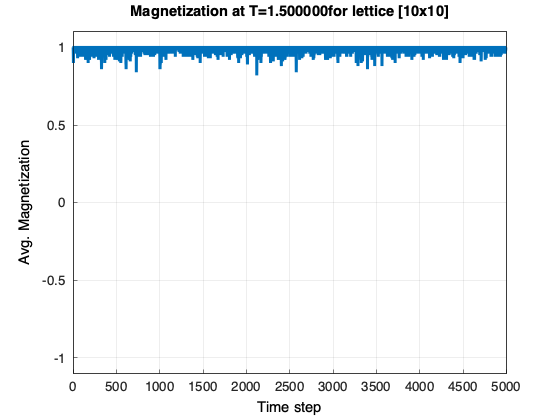 Magnetization at T=1.500000for lattice [10x10]
1
0.5
0
-0.5
-1
Avg. Magnetization
0 500 1000 1500 2000 2500 3000 3500 4000 4500 5000
Time step